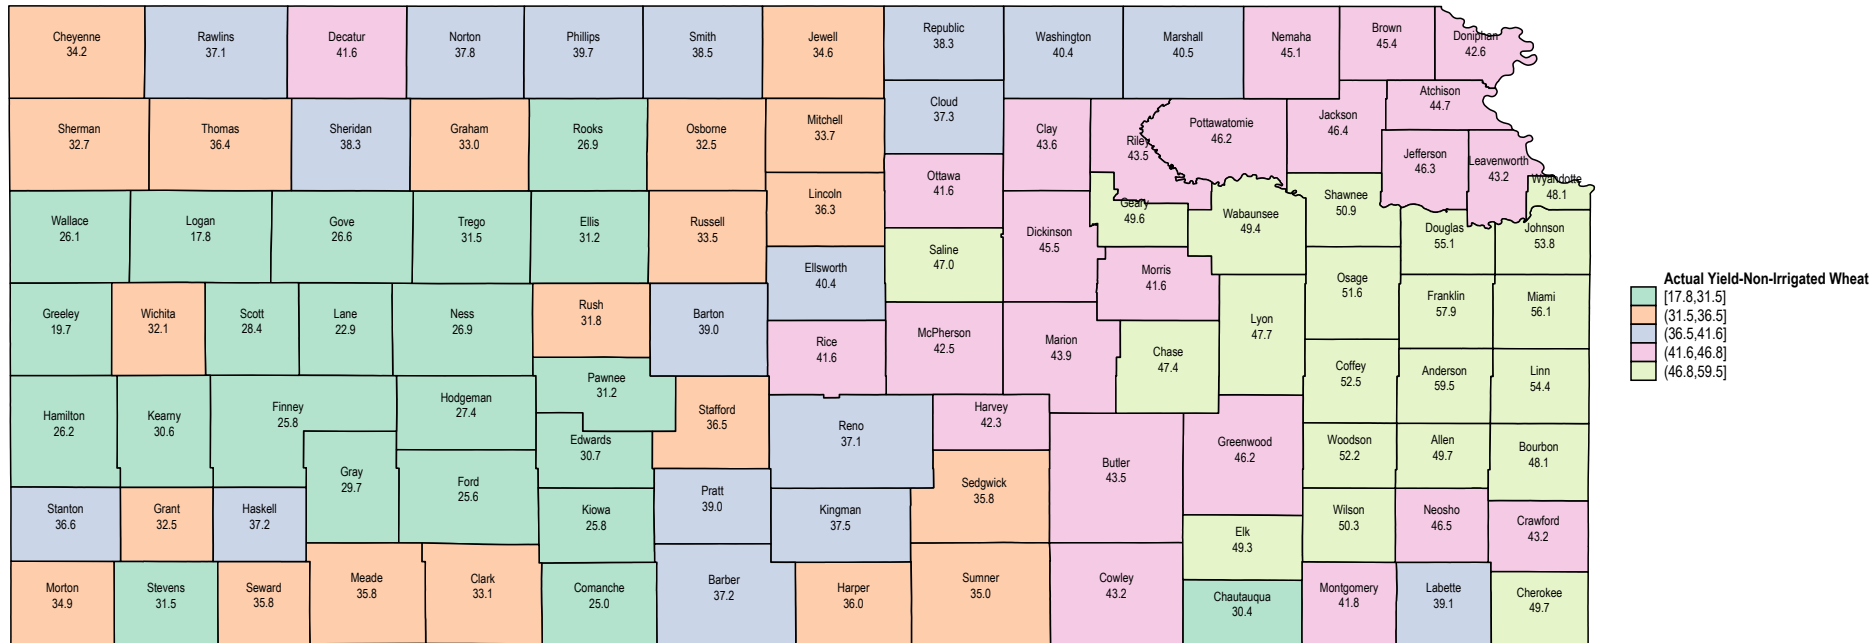 Cheyenne
34.2
Rawlins
37.1
Decatur
41.6
Norton
37.8
Phillips
39.7
Smith
38.5
Jewell
34.6
Republic
38.3
Washington
40.4
Marshall
40.5
Nemaha
45.1
Brown
45.4
Doniphan
42.6
Sherman
32.7
Thomas
36.4
Sheridan
38.3
Graham
33.0
Rooks
26.9
Osborne
32.5
Mitchell
33.7
Cloud
37.3
Clay
43.6
Riley
43.5
Pottawatomie
46.2
Jackson
46.4
Atchison
44.7
Jefferson
46.3
Leavenworth
43.2
Wyandotte
48.1
Wallace
26.1
Logan
17.8
Gove
26.6
Trego
31.5
Ellis
31.2
Russell
33.5
Lincoln
36.3
Ottawa
41.6
Saline
47.0
Dickinson
45.5
Geary
49.6
Wabaunsee
49.4
Shawnee
50.9
Douglas
55.1
Johnson
53.8
Ellsworth
40.4
Morris
41.6
Osage
51.6
Franklin
57.9
Miami
56.1
Greeley
19.7
Wichita
32.1
Scott
28.4
Lane
22.9
Ness
26.9
Rush
31.8
Barton
39.0
Rice
41.6
McPherson
42.5
Marion
43.9
Chase
47.4
Lyon
47.7
Coffey
52.5
Anderson
59.5
Linn
54.4
Hamilton
26.2
Kearny
30.6
Finney
25.8
Hodgeman
27.4
Pawnee
31.2
Stafford
36.5
Reno
37.1
Harvey
42.3
Butler
43.5
Greenwood
46.2
Woodson
52.2
Allen
49.7
Bourbon
48.1
Gray
29.7
Ford
25.6
Edwards
30.7
Stanton
36.6
Grant
32.5
Haskell
37.2
Kiowa
25.8
Pratt
39.0
Kingman
37.5
Sedgwick
35.8
Elk
49.3
Wilson
50.3
Neosho
46.5
Crawford
43.2
Morton
34.9
Stevens
31.5
Seward
35.8
Meade
35.8
Clark
33.1
Comanche
25.0
Barber
37.2
Harper
36.0
Sumner
35.0
Cowley
43.2
Chautauqua
30.4
Montgomery
41.8
Labette
39.1
Cherokee
49.7
Actual Yield-Non-Irrigated Wheat
[17.8,31.5]
(31.5,36.5]
(36.5,41.6]
(41.6,46.8]
(46.8,59.5]